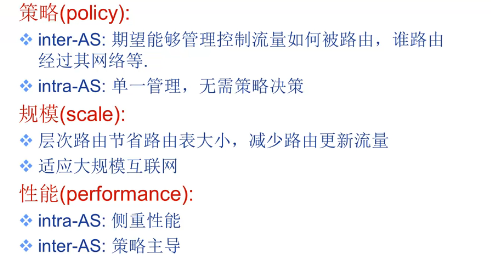 策略(policy):
❖ inter-AS: 期望能够管理控制流量如何被路由，谁路由
经过其网络等.
❖ intra-AS: 单一管理，无需策略决策
规模(scale):
❖ 层次路由节省路由表大小，减少路由更新流量
❖ 适应大规模互联网
性能(performance):
❖ intra-AS: 侧重性能
❖ inter-AS: 策略主导